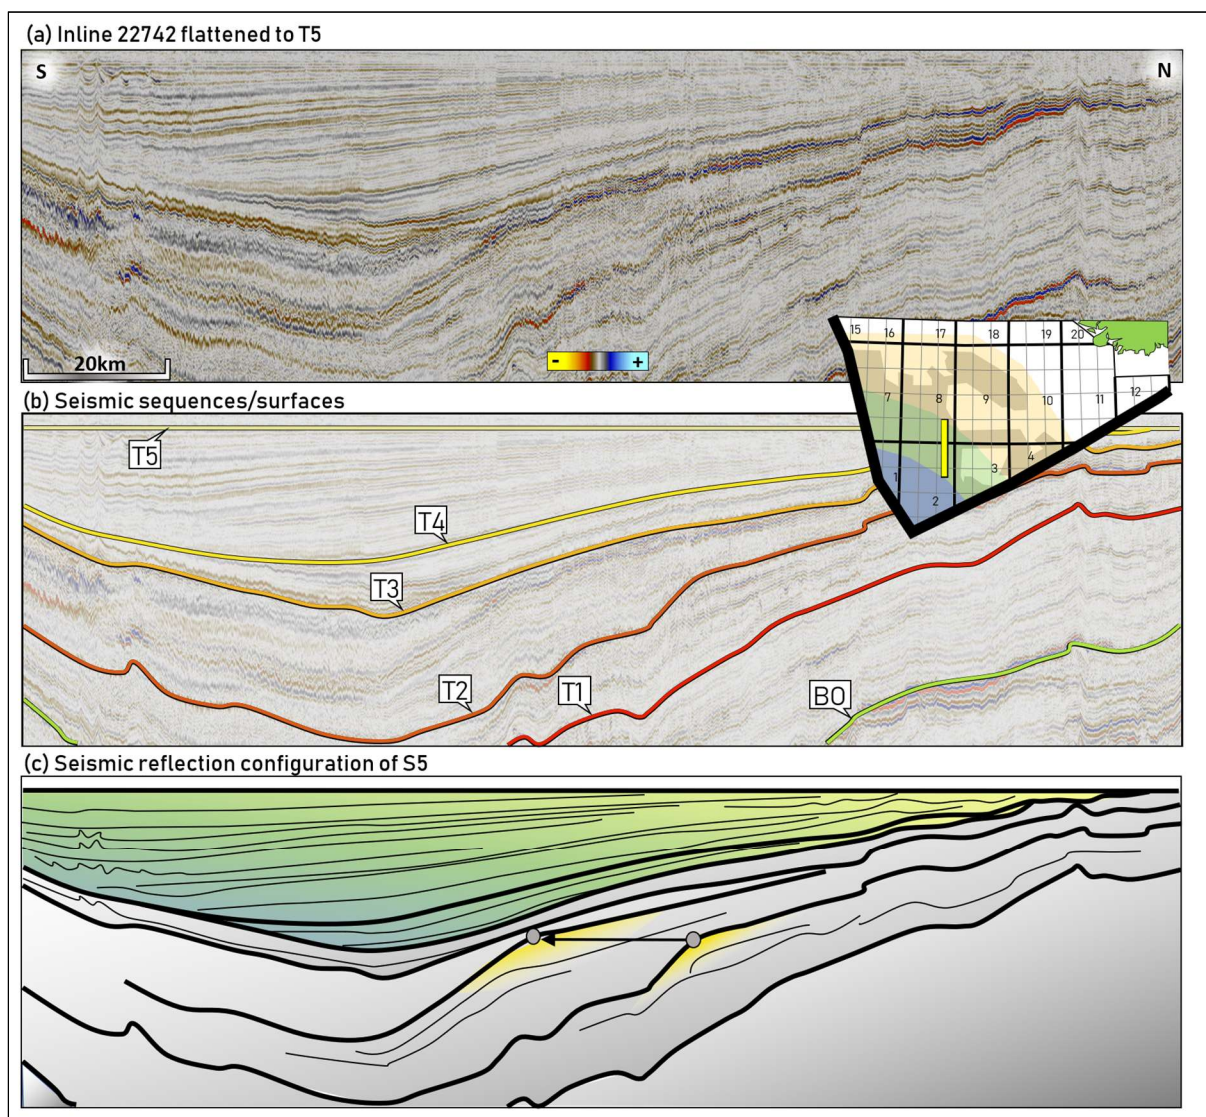 (a) Inline 22742 flattened to T5
S
N
20km
- +
15 16 17 18 19 20
7 8 9 10 11 12
1 2 3 4
(b) Seismic sequences/surfaces
T5
T4
T3
T2
T1
BO
(c) Seismic reflection configuration of S5